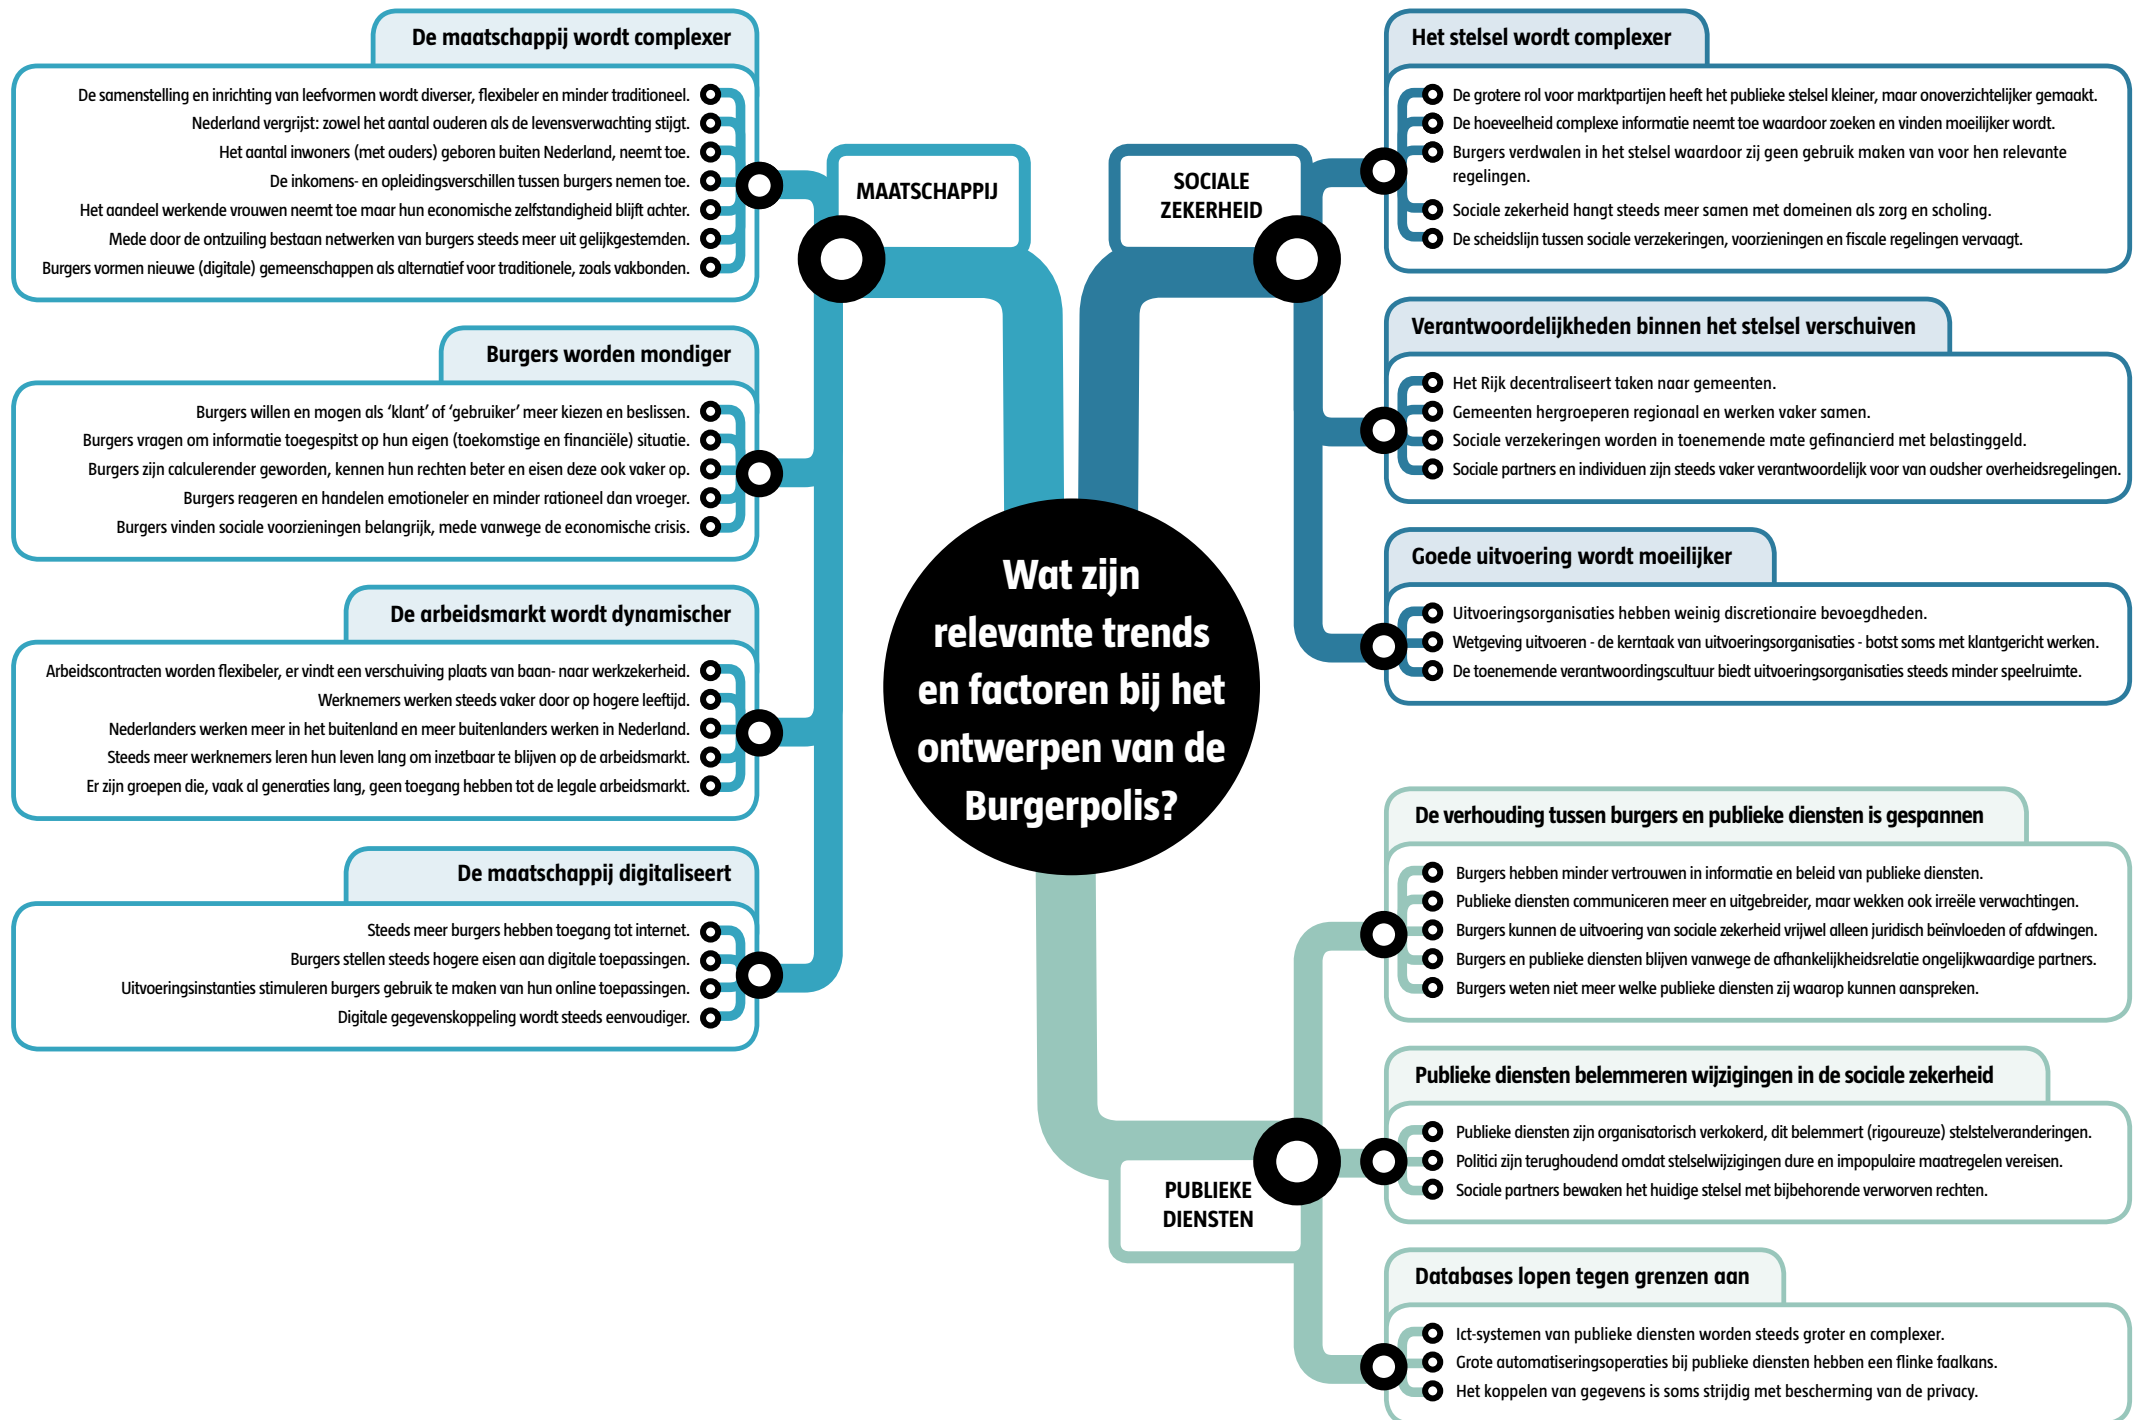 De maatschappij wordt complexer
De samenstelling en inrichting van leefvormen wordt diverser, flexibeler en minder traditioneel.
Nederland vergrijst: zowel het aantal ouderen als de levensverwachting stijgt.
Het aantal inwoners (met ouders) geboren buiten Nederland, neemt toe.
De inkomens- en opleidingsverschillen tussen burgers nemen toe.
Het aandeel werkende vrouwen neemt toe maar hun economische zelfstandigheid blijft achter.
Mede door de ontzuiling bestaan netwerken van burgers steeds meer uit gelijkgestemden.
Burgers vormen nieuwe (digitale) gemeenschappen als alternatief voor traditionele, zoals vakbonden.
Burgers worden mondiger
Burgers willen en mogen als ‘klant’ of ‘gebruiker’ meer kiezen en beslissen.
Burgers vragen om informatie toegespitst op hun eigen (toekomstige en financiële) situatie.
Burgers zijn calculerender geworden, kennen hun rechten beter en eisen deze ook vaker op.
Burgers reageren en handelen emotioneler en minder rationeel dan vroeger.
Burgers vinden sociale voorzieningen belangrijk, mede vanwege de economische crisis.
De arbeidsmarkt wordt dynamischer
Arbeidscontracten worden flexibeler, er vindt een verschuiving plaats van baan- naar werkzekerheid.
Werknemers werken steeds vaker door op hogere leeftijd.
Nederlanders werken meer in het buitenland en meer buitenlanders werken in Nederland.
Steeds meer werknemers leren hun leven lang om inzetbaar te blijven op de arbeidsmarkt.
Er zijn groepen die, vaak al generaties lang, geen toegang hebben tot de legale arbeidsmarkt.
De maatschappij digitaliseert
Steeds meer burgers hebben toegang tot internet.
Burgers stellen steeds hogere eisen aan digitale toepassingen.
Uitvoeringsinstanties stimuleren burgers gebruik te maken van hun online toepassingen.
Digitale gegevenskoppeling wordt steeds eenvoudiger.
MAATSCHAPPIJ
SOCIALE
ZEKERHEID
Wat zijn
relevante trends
en factoren bij het
ontwerpen van de
Burgerpolis?
PUBLIEKE
DIENSTEN
Het stelsel wordt complexer
De grotere rol voor marktpartijen heeft het publieke stelsel kleiner, maar onoverzichtelijker gemaakt.
De hoeveelheid complexe informatie neemt toe waardoor zoeken en vinden moeilijker wordt.
Burgers verdwalen in het stelsel waardoor zij geen gebruik maken van voor hen relevante
regelingen.
Sociale zekerheid hangt steeds meer samen met domeinen als zorg en scholing.
De scheidslijn tussen sociale verzekeringen, voorzieningen en fiscale regelingen vervaagt.
Verantwoordelijkheden binnen het stelsel verschuiven
Het Rijk decentraliseert taken naar gemeenten.
Gemeenten hergroeperen regionaal en werken vaker samen.
Sociale verzekeringen worden in toenemende mate gefinancierd met belastinggeld.
Sociale partners en individuen zijn steeds vaker verantwoordelijk voor van oudsher overheidsregelingen.
Goede uitvoering wordt moeilijker
Uitvoeringsorganisaties hebben weinig discretionaire bevoegdheden.
Wetgeving uitvoeren - de kerntaak van uitvoeringsorganisaties - botst soms met klantgericht werken.
De toenemende verantwoordingscultuur biedt uitvoeringsorganisaties steeds minder speelruimte.
De verhouding tussen burgers en publieke diensten is gespannen
Burgers hebben minder vertrouwen in informatie en beleid van publieke diensten.
Publieke diensten communiceren meer en uitgebreider, maar wekken ook irreële verwachtingen.
Burgers kunnen de uitvoering van sociale zekerheid vrijwel alleen juridisch beïnvloeden of afdwingen.
Burgers en publieke diensten blijven vanwege de afhankelijkheidsrelatie ongelijkwaardige partners.
Burgers weten niet meer welke publieke diensten zij waarop kunnen aanspreken.
Publieke diensten belemmeren wijzigingen in de sociale zekerheid
Publieke diensten zijn organisatorisch verkokerd, dit belemmert (rigoureuze) stelstelveranderingen.
Politici zijn terughoudend omdat stelselwijzigingen dure en impopulaire maatregelen vereisen.
Sociale partners bewaken het huidige stelsel met bijbehorende verworven rechten.
Databases lopen tegen grenzen aan
Ict-systemen van publieke diensten worden steeds groter en complexer.
Grote automatiseringsoperaties bij publieke diensten hebben een flinke faalkans.
Het koppelen van gegevens is soms strijdig met bescherming van de privacy.